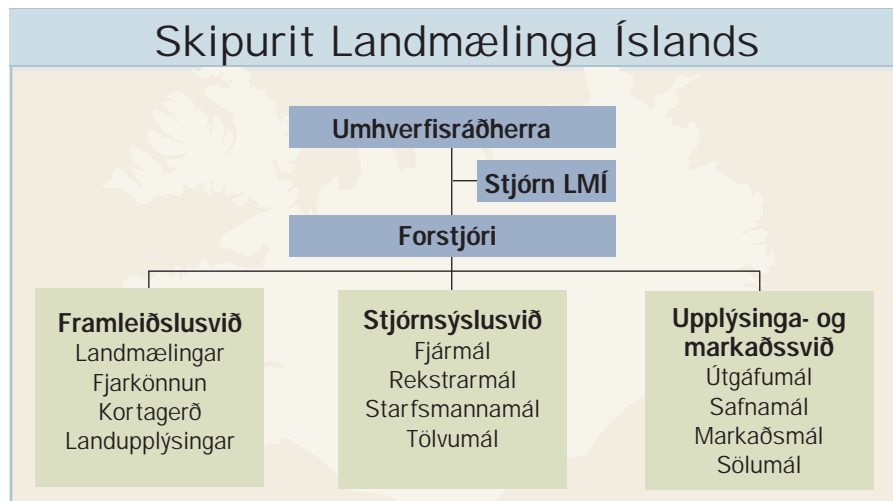 Skipurit Landmælinga Íslands
Umhverfisráðherra
Stjórn LMÍ
Forstjóri
Framleiðslusvið
Landmælingar
Fjarkönnun
Kortagerð
Landupplýsingar
Stjórnsýslusvið
Fjármál
Rekstrarmál
Starfsmannamál
Tölvumál
Upplýsinga- og
markaðssvið
Útgáfumál
Safnamál
Markaðsmál
Sölumál